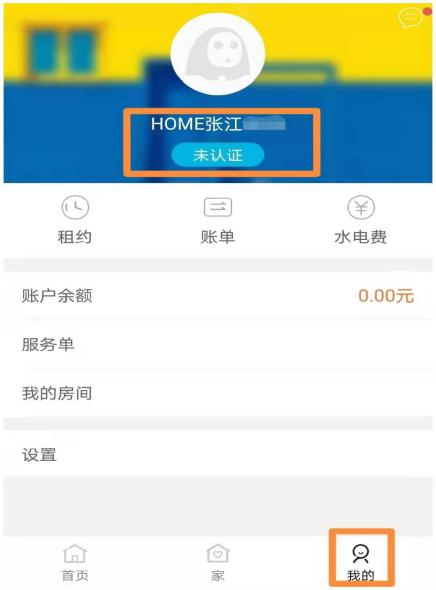 HOME张江
未认证
租约
账单
水电费
账户余额
0.00元
服务单
我的房间
设置
首页
家
我的